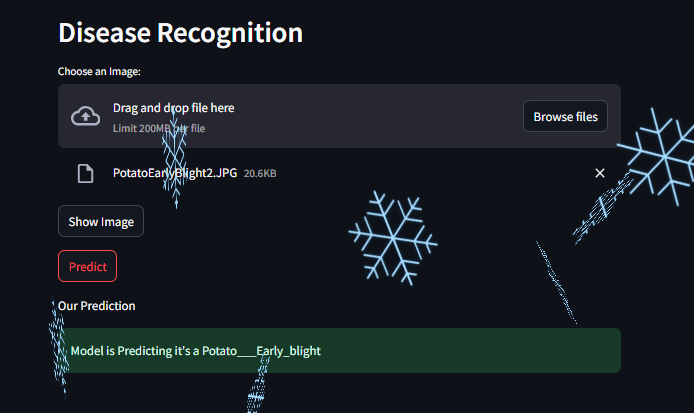 Disease Recognition
Choose an Image:
Drag and drop file here
Limit 200MB per file
Browse files
PotatoEarlyBlight2.JPG 20.6KB
Show Image
Predict
Our Prediction
Model is Predicting it's a Potato___Early_blight